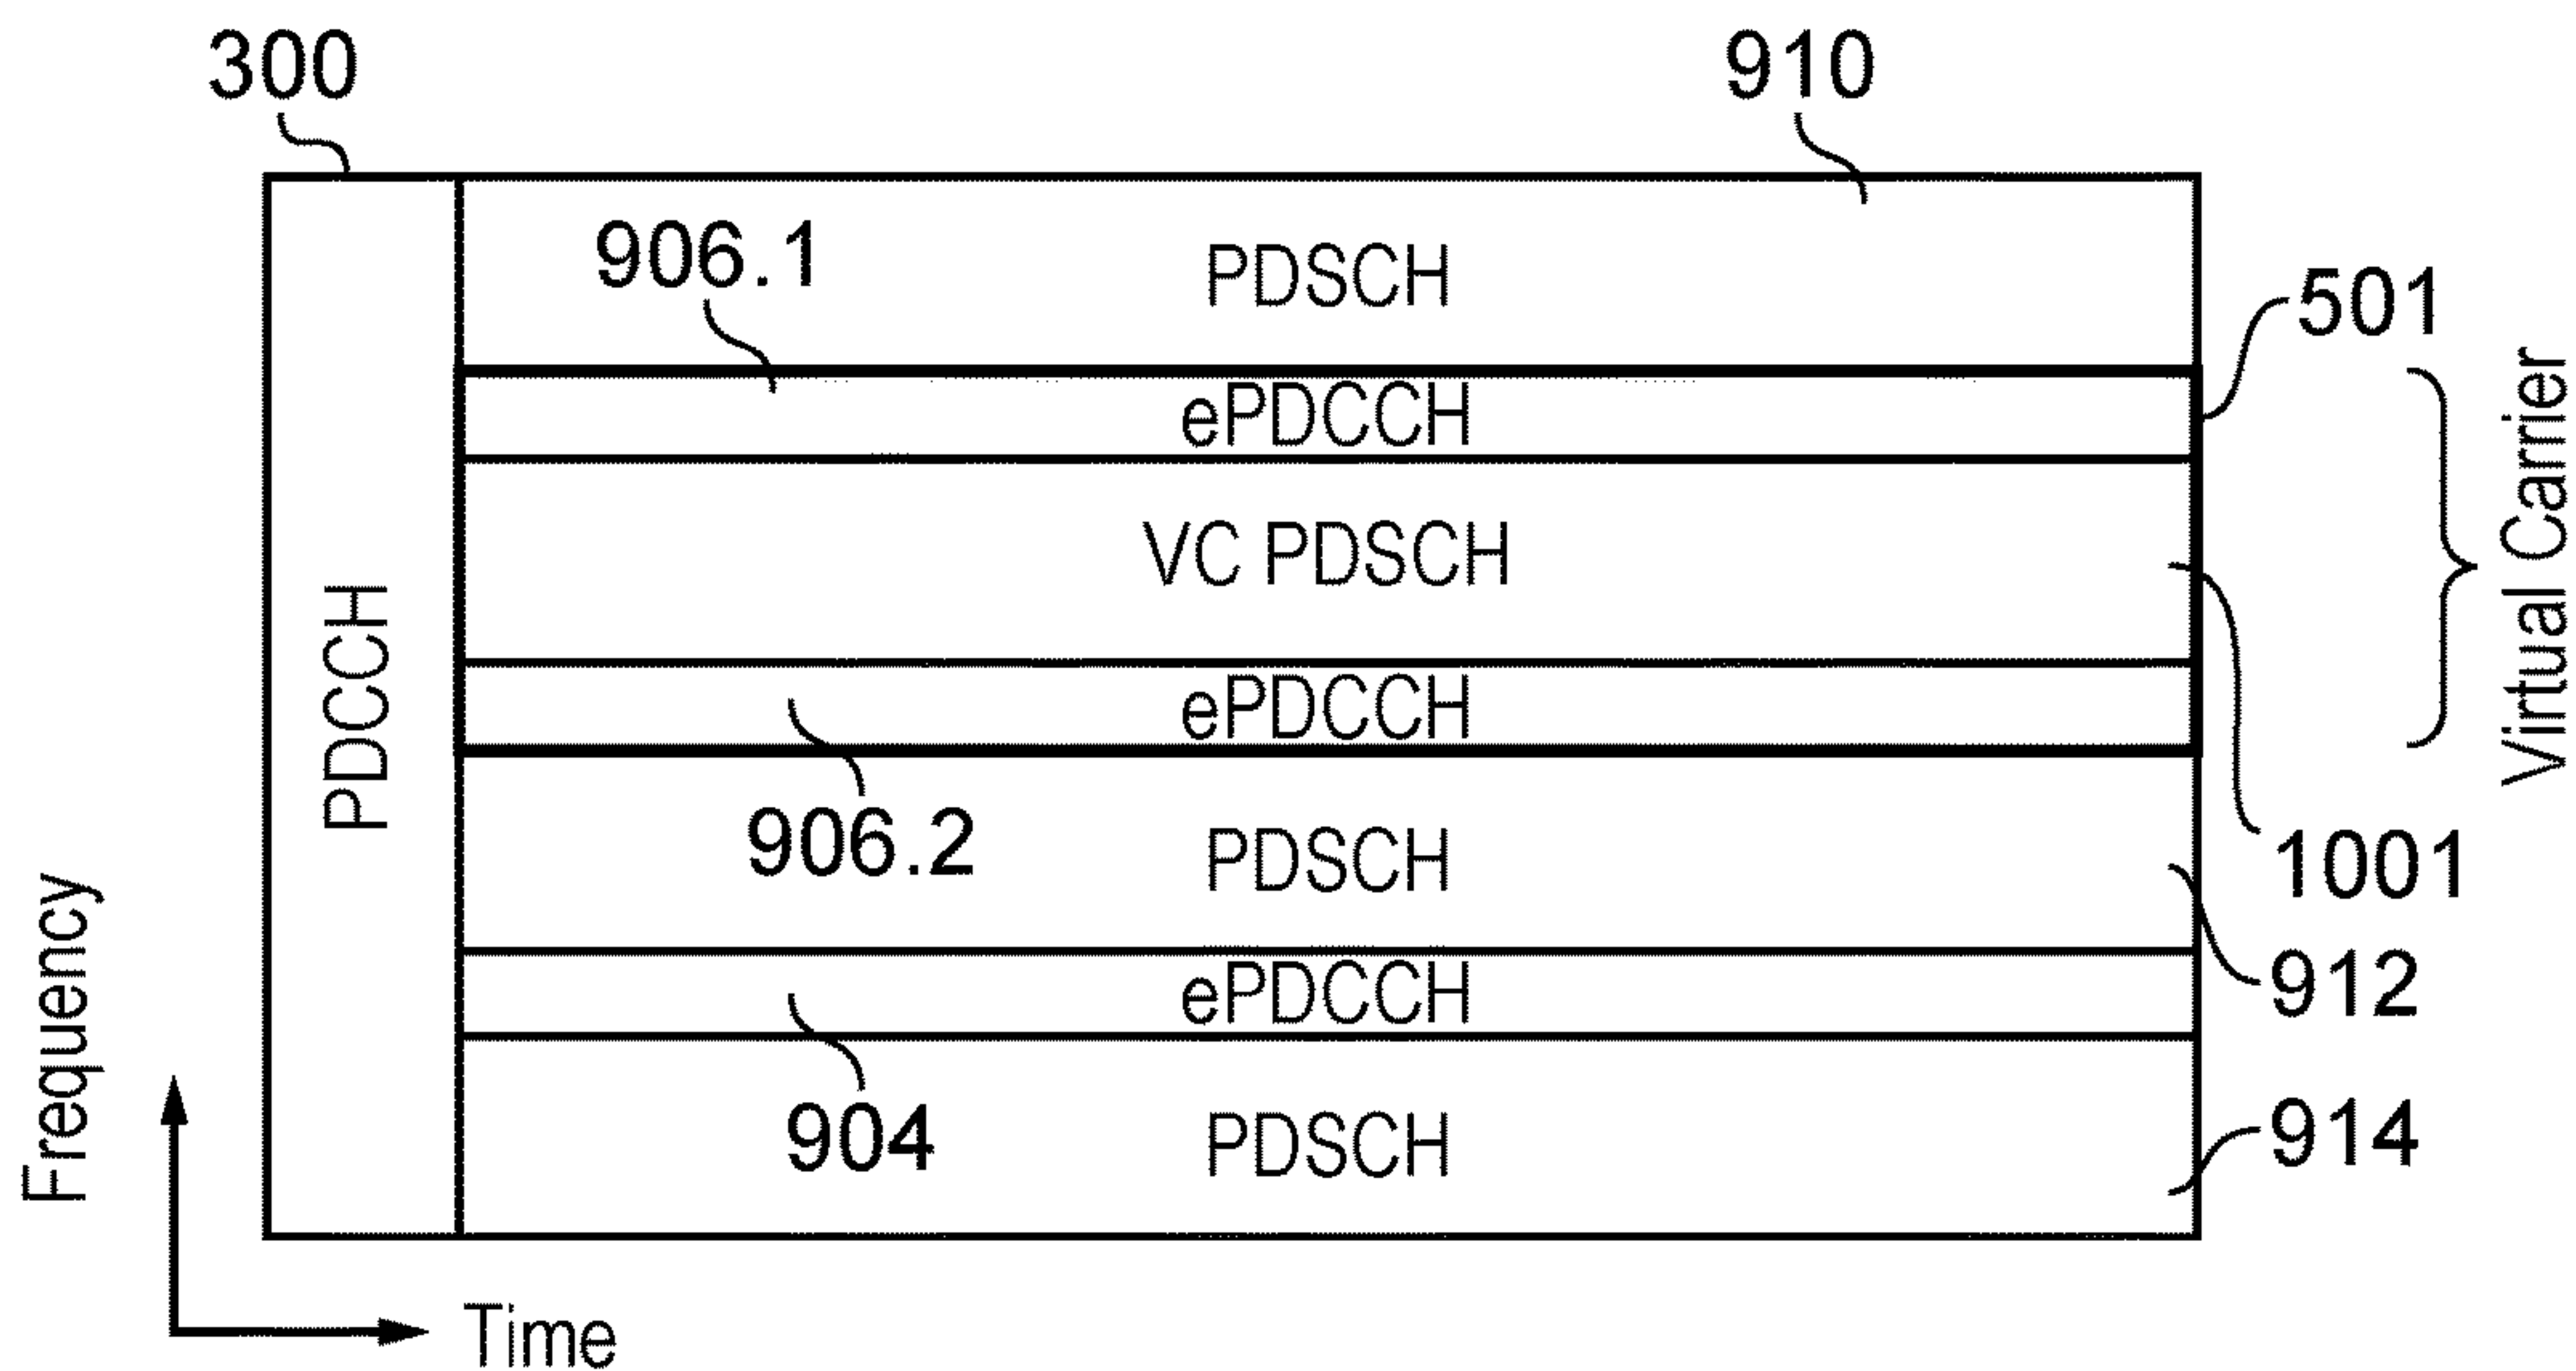 300
910
906.1
PDSCH
501
ePDCCH
VC PDSCH
Virtual Carrier
PDCCH
ePDCCH
906.2
PDSCH
1001
ePDCCH
912
904
PDSCH
914
Frequency
Time